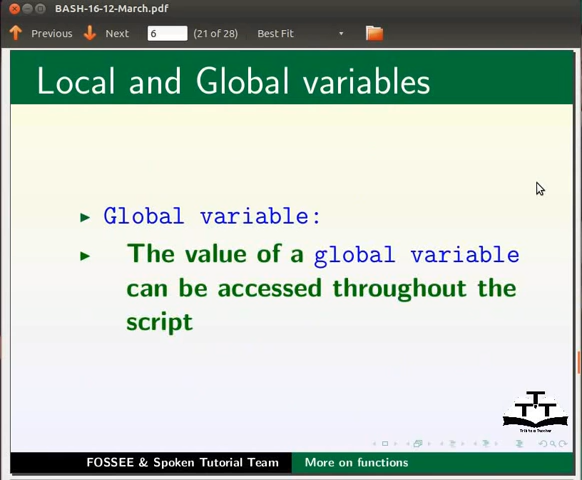 BASH-16-12-March.pdf
Previous Next 6 (21 of 28) Best Fit
Local and Global variables
Global variable:
The value of a global variable
can be accessed throughout the
script
FOSSEE & Spoken Tutorial Team More on functions